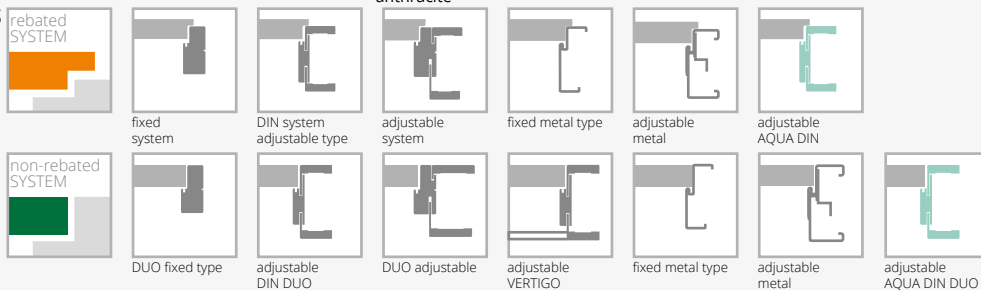 anthracite
rebated
SYSTEM
fixed
system
DIN system
adjustable type
adjustable
system
fixed metal type
adjustable
metal
adjustable
AQUA DIN
non-rebated
SYSTEM
DUO fixed type
adjustable
DIN DUO
DUO adjustable
adjustable
VERTIGO
fixed metal type
adjustable
metal
adjustable
AQUA DIN DUO